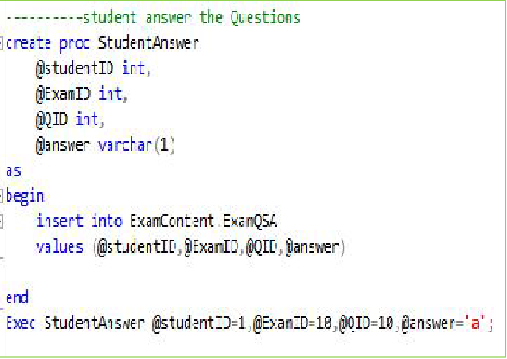 ----------student answer the Questions
create proc StudentAnswer
@studentID int,
@ExamID int,
@QID int,
@answer varchar(1)
as
begin
insert into ExamContent.ExamQSA
values (@studentID,@ExamID,@QID,@answer)
end
Exec StudentAnswer @studentID=1,@ExamID=10,@QID=10,@answer='a';